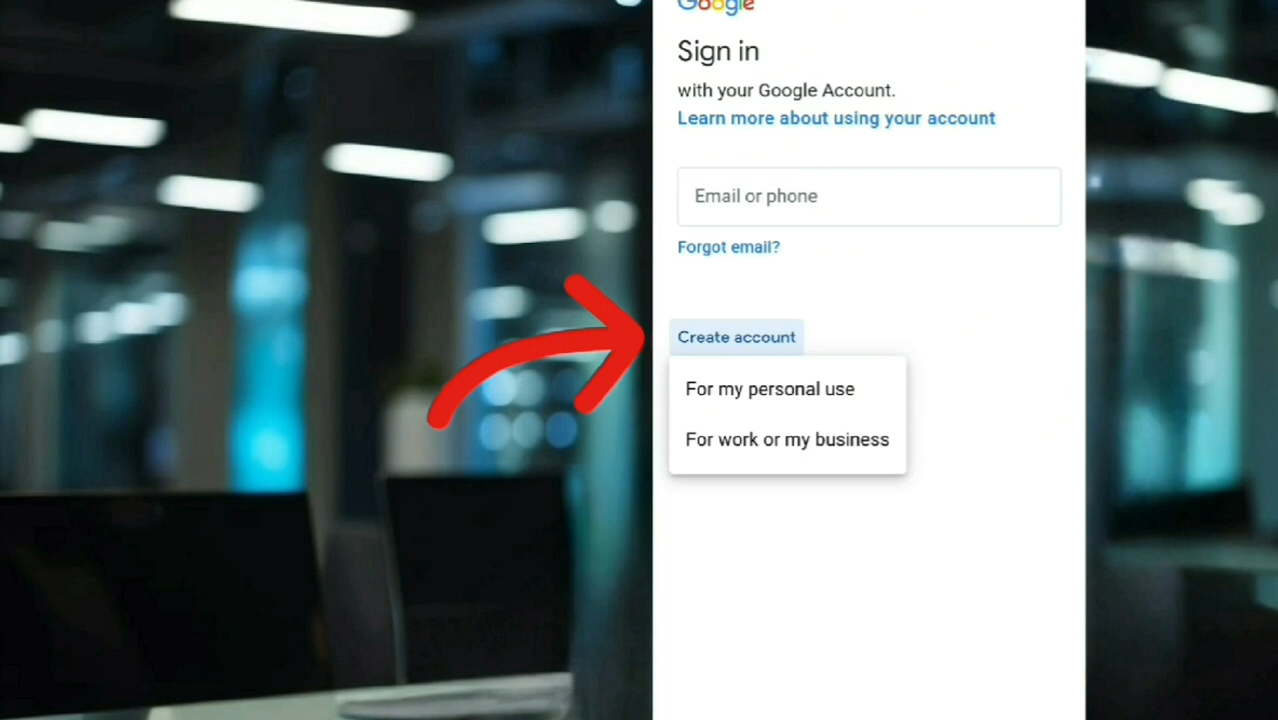 Google
Sign in
with your Google Account.
Learn more about using your account
Email or phone
Forgot email?
Create account
For my personal use
For work or my business